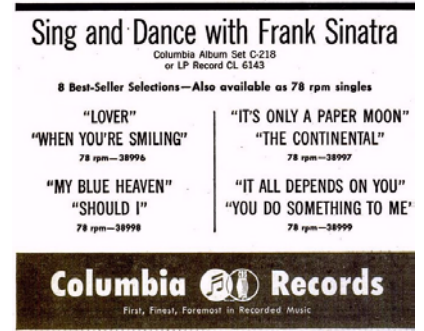 Sing and Dance with Frank Sinatra
Columbia Album Set C-218
or LP Record CL 6143
8 Best-Seller Selections—Also available as 78 rpm singles
"LOVER"
"WHEN YOU'RE SMILING"
78 rpm—38996
"IT'S ONLY A PAPER MOON"
"THE CONTINENTAL"
78 rpm—38997
"MY BLUE HEAVEN"
"SHOULD I"
78 rpm—38998
"IT ALL DEPENDS ON YOU"
"YOU DO SOMETHING TO ME"
78 rpm—38999
Columbia Records
First, Finest, Foremost in Recorded Music